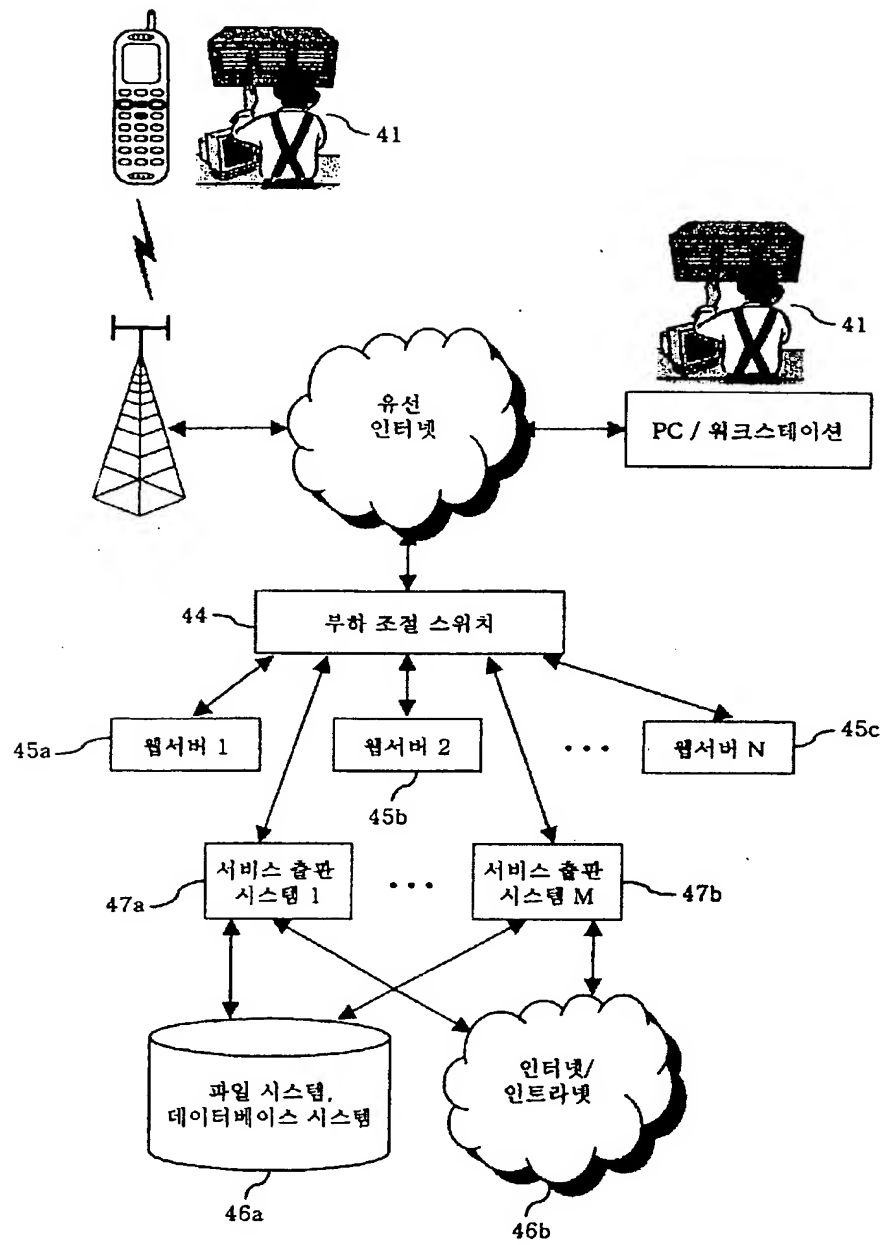 41
41
유선
인터넷
PC / 워크스테이션
44
부하 조절 스위치
45a
웹서버 1
웹서버 2
• • •
웹서버 N
45c
45b
47a
서비스 출판
시스템 1
• • •
서비스 출판
시스템 M
47b
파일 시스템,
데이터베이스 시스템
인터넷/
인트라넷
46a
46b